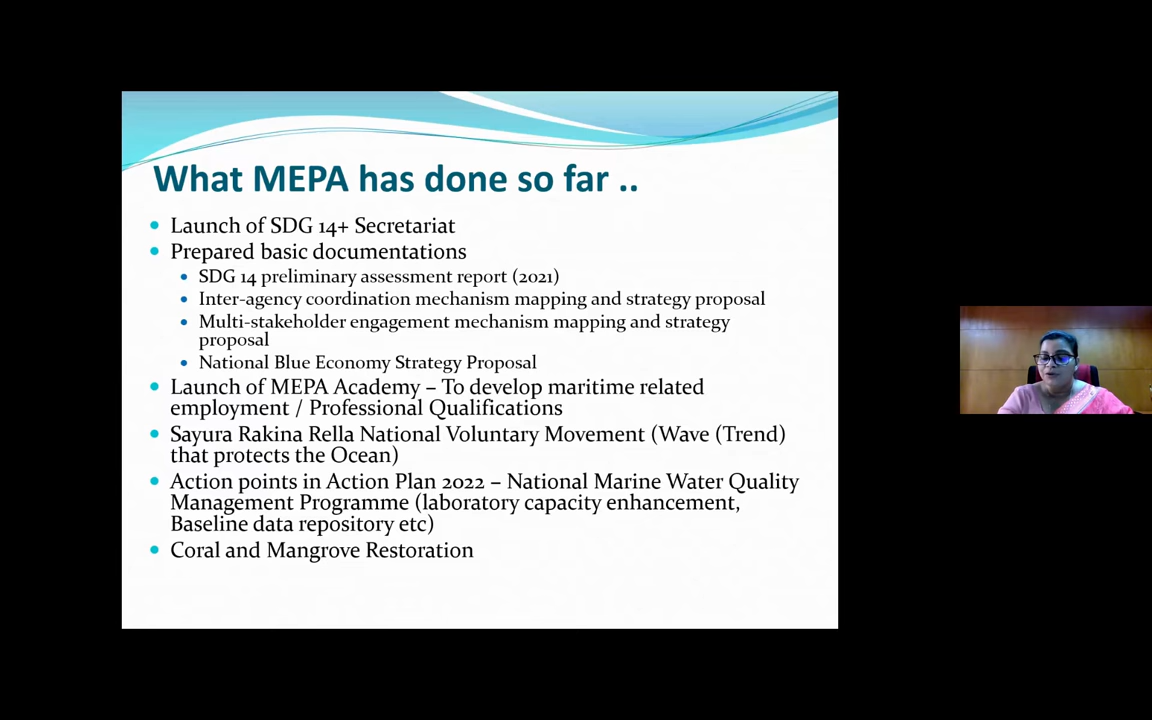 What MEPA has done so far ..
Launch of SDG 14+ Secretariat
Prepared basic documentations
SDG 14 preliminary assessment report (2021)
Inter-agency coordination mechanism mapping and strategy proposal
Multi-stakeholder engagement mechanism mapping and strategy
proposal
National Blue Economy Strategy Proposal
Launch of MEPA Academy – To develop maritime related
employment / Professional Qualifications
Sayura Rakina Rella National Voluntary Movement (Wave (Trend)
that protects the Ocean)
Action points in Action Plan 2022 – National Marine Water Quality
Management Programme (laboratory capacity enhancement,
Baseline data repository etc)
Coral and Mangrove Restoration